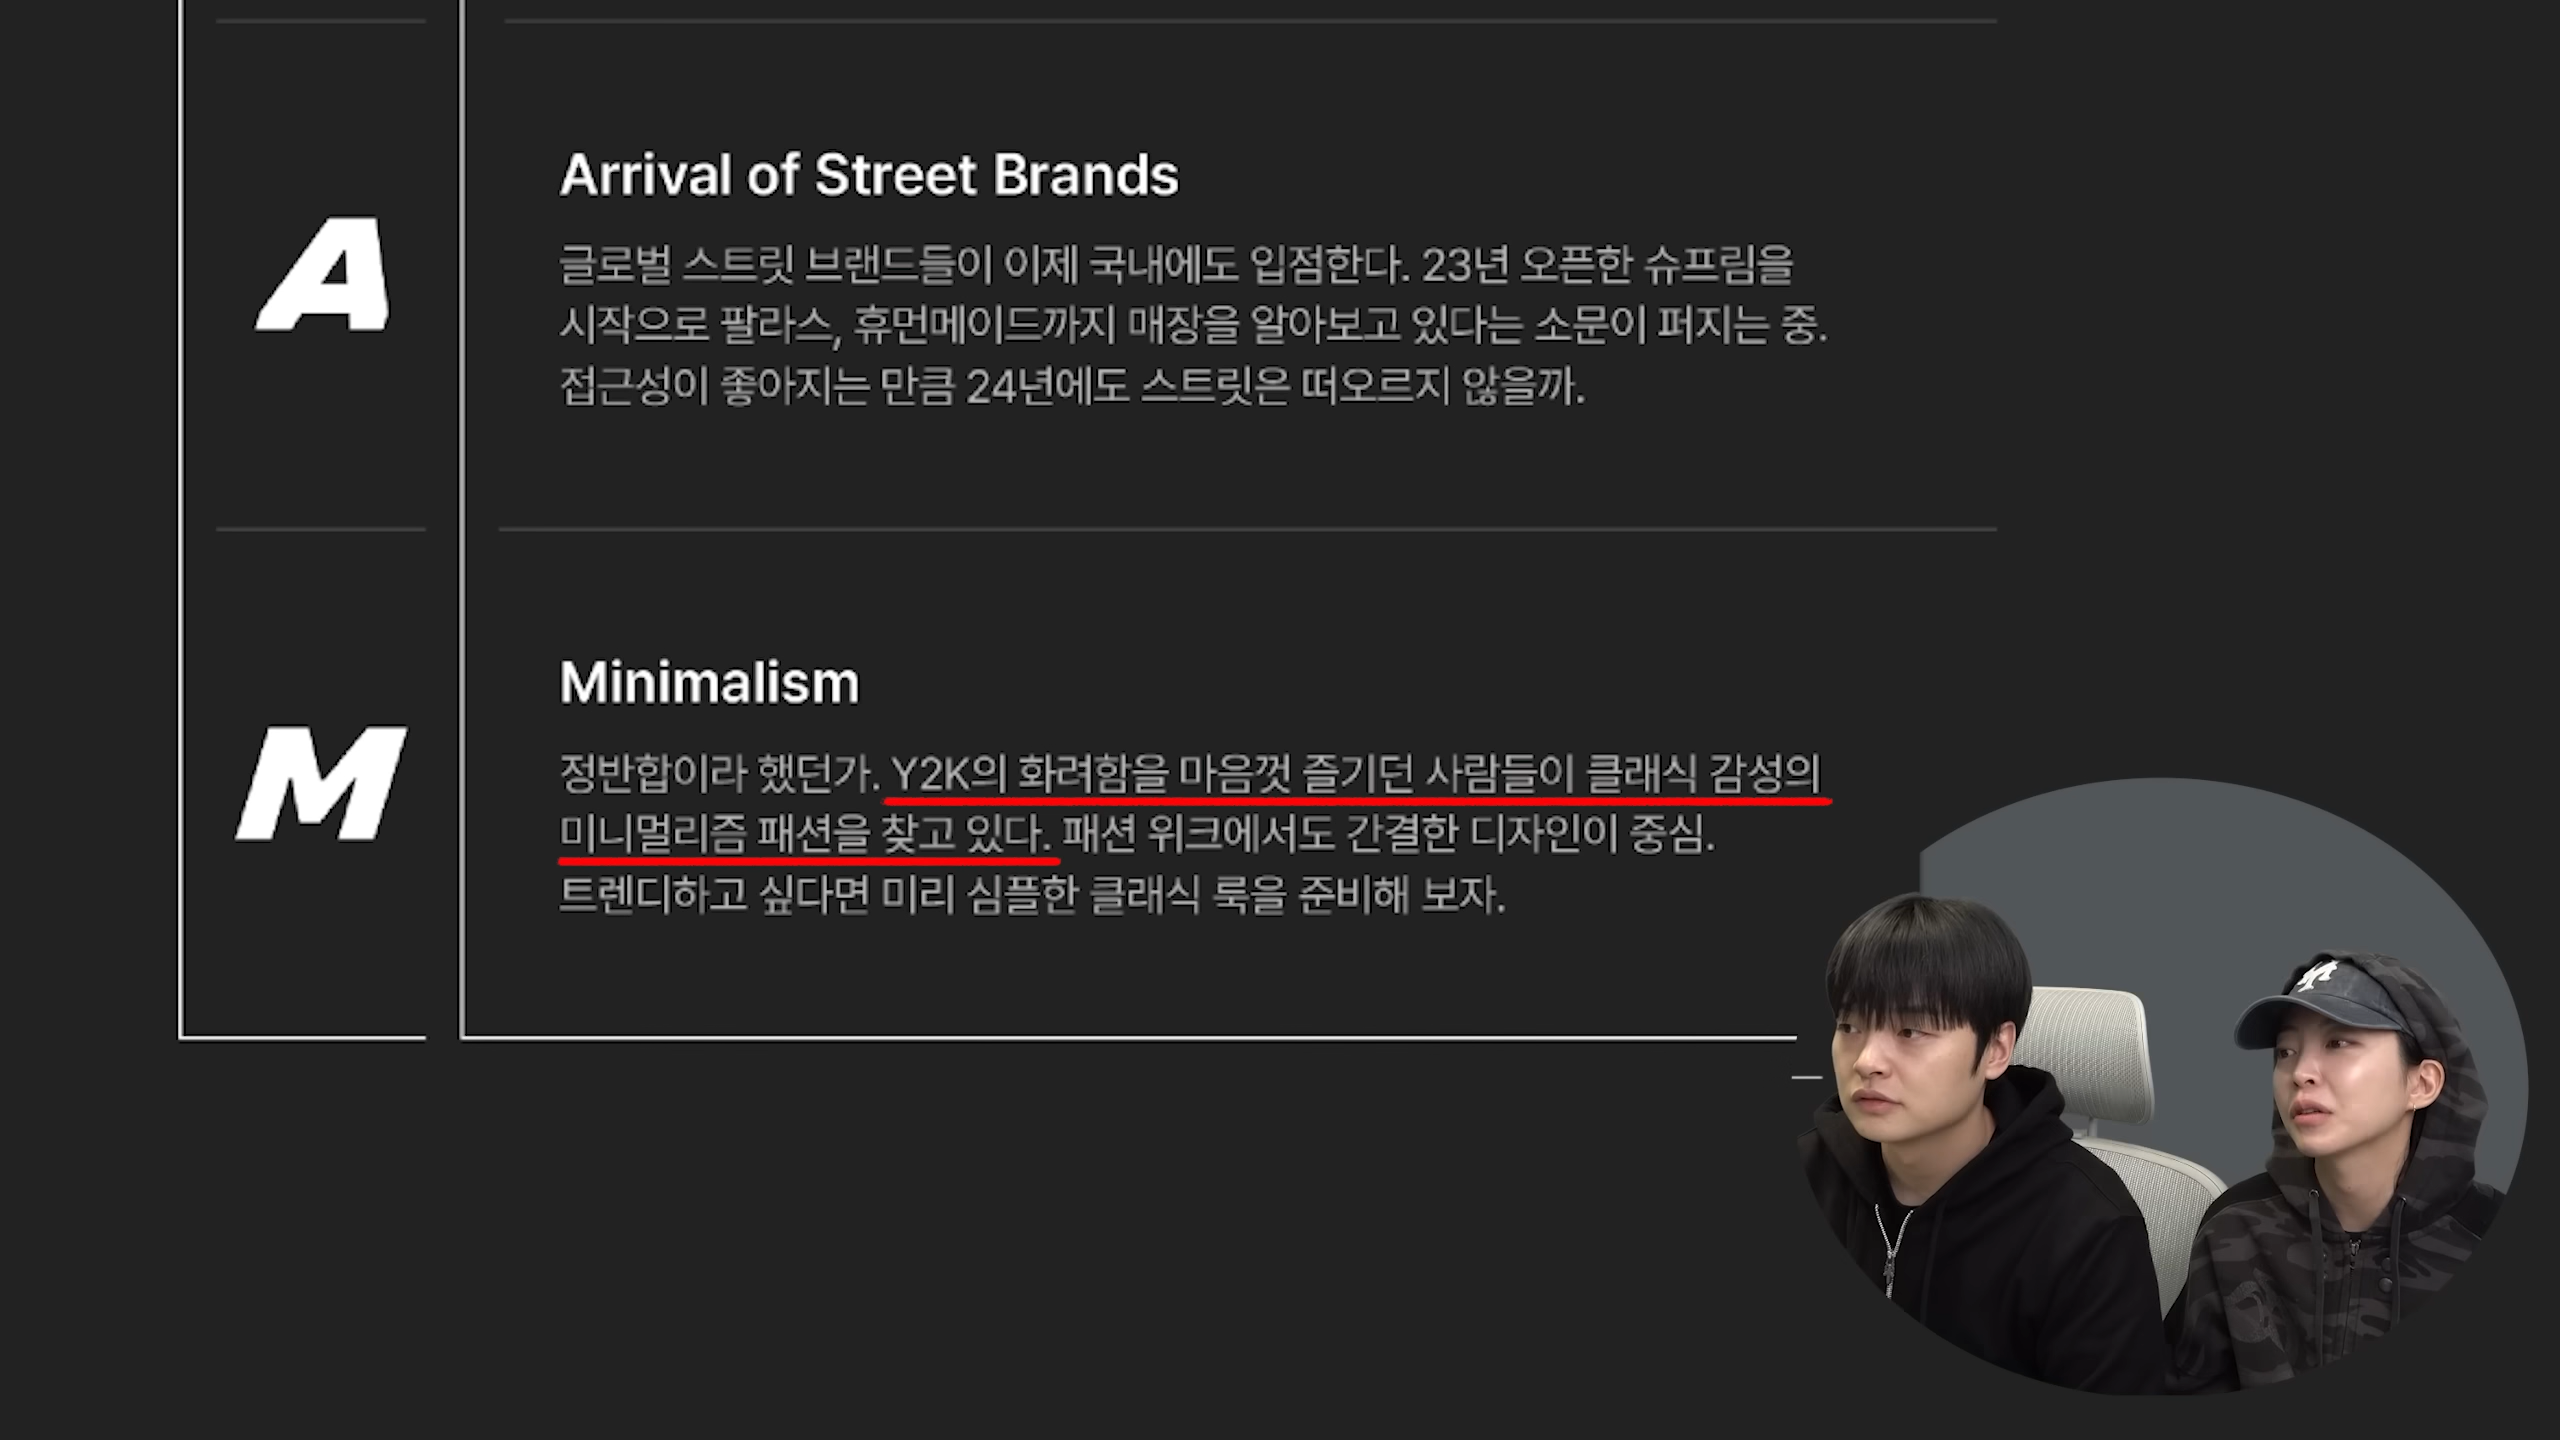 A
Arrival of Street Brands
글로벌 스트릿 브랜드들이 이제 국내에도 입점한다. 23년 오픈한 슈프림을
시작으로 팔라스, 휴먼메이드까지 매장을 알아보고 있다는 소문이 퍼지는 중.
접근성이 좋아지는 만큼 24년에도 스트릿은 떠오르지 않을까.
M
Minimalism
정반합이라 했던가. Y2K의 화려함을 마음껏 즐기던 사람들이 클래식 감성의
미니멀리즘 패션을 찾고 있다. 패션 위크에서도 간결한 디자인이 중심.
트렌디하고 싶다면 미리 심플한 클래식 룩을 준비해 보자.